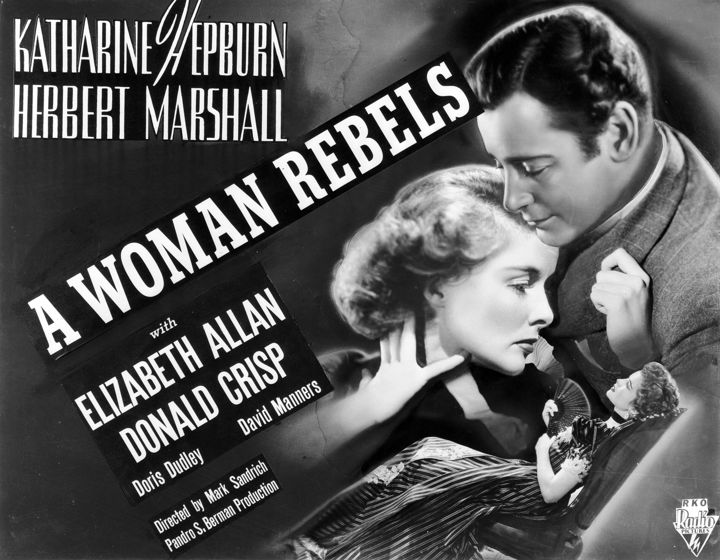 KATHARINE HEPBURN
HERBERT MARSHALL
A WOMAN REBELS
with
ELIZABETH ALLAN
DONALD CRISP
Doris Dudley
David Manners
Directed by Mark Sandrich
Pandro S. Berman Production
RKO
Radio
PICTURES